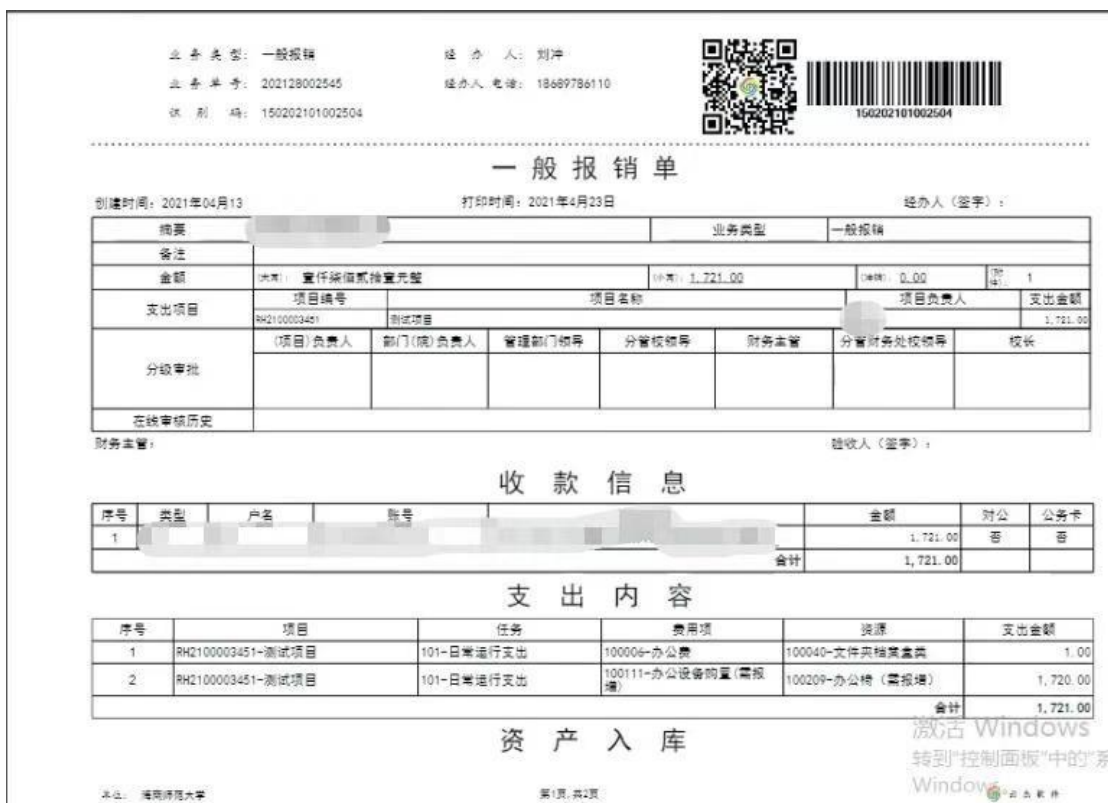 业 务 类 型: 一般报销 经 办 人: 刘冲
业 务 单 号: 202128002545 经办人 电话: 18689786110
识 别 码: 150202101002504
150202101002504
一 般 报 销 单
创建时间: 2021年04月13 打印时间: 2021年4月23日 经办人（签字）:
摘要 业务类型 一般报销
备注
金额 (大写): 壹仟柒佰贰拾壹元整 (小写): 1,721.00 (冲销): 0.00 (附件): 1
支出项目 项目编号 项目名称 项目负责人 支出金额
RH2100003451 测试项目 1,721.00
分级审批 (项目)负责人 部门(院)负责人 管理部门领导 分管校领导 财务主管 分管财务处校领导 校长
在线审核历史
财务主管: 验收人（签字）:
收 款 信 息
序号 类型 户名 账号 金额 对公 公务卡
1 1,721.00 否 否
合计 1,721.00
支 出 内 容
序号 项目 任务 费用项 资源 支出金额
1 RH2100003451-测试项目 101-日常运行支出 100006-办公费 100040-文件夹档案盒类 1.00
2 RH2100003451-测试项目 101-日常运行支出 100111-办公设备购置(需报增) 100209-办公椅（需报增） 1,720.00
合计 1,721.00
资 产 入 库
激活 Windows
转到"控制面板"中的"系
Windows
单位: 海南师范大学 第1页,共2页